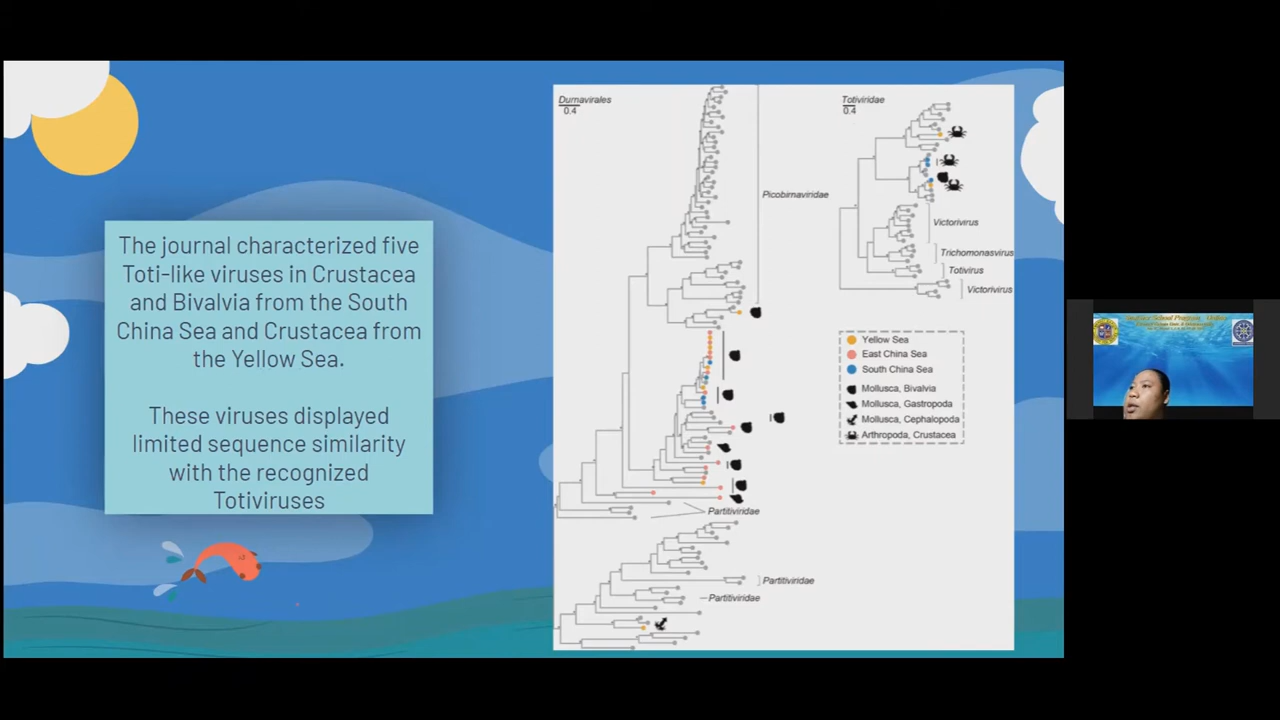 The journal characterized five
Toti-like viruses in Crustacea
and Bivalvia from the South
China Sea and Crustacea from
the Yellow Sea.
These viruses displayed
limited sequence similarity
with the recognized
Totiviruses
Durnavirales
0.4
Picobirnaviridae
Partitiviridae
Partitiviridae
Partitiviridae
Totiviridae
0.4
Victorivirus
Trichomonasvirus
Totivirus
Victorivirus
Yellow Sea
East China Sea
South China Sea
Mollusca, Bivalvia
Mollusca, Gastropoda
Mollusca, Cephalopoda
Arthropoda, Crustacea